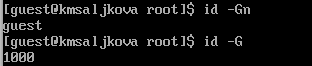 [guest@kmsaljkova root]$ id -Gn
guest
[guest@kmsaljkova root]$ id -G
1000